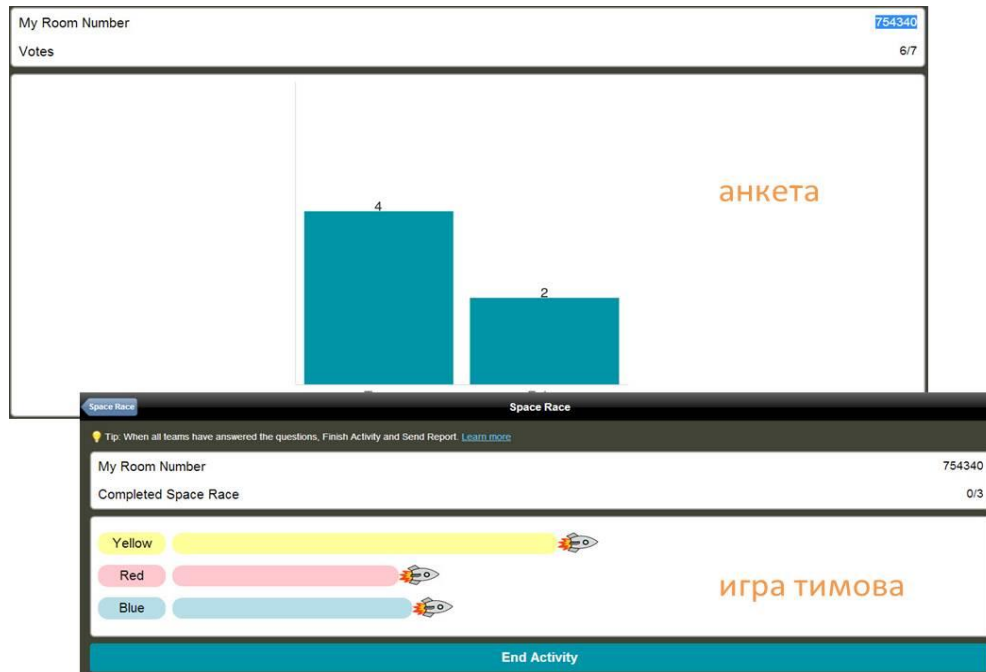 My Room Number 754340
Votes 6/7
анкета
4
2
Space Race
Space Race
Tip: When all teams have answered the questions, Finish Activity and Send Report. Learn more
My Room Number 754340
Completed Space Race 0/3
Yellow
Red
Blue
игра тимова
End Activity